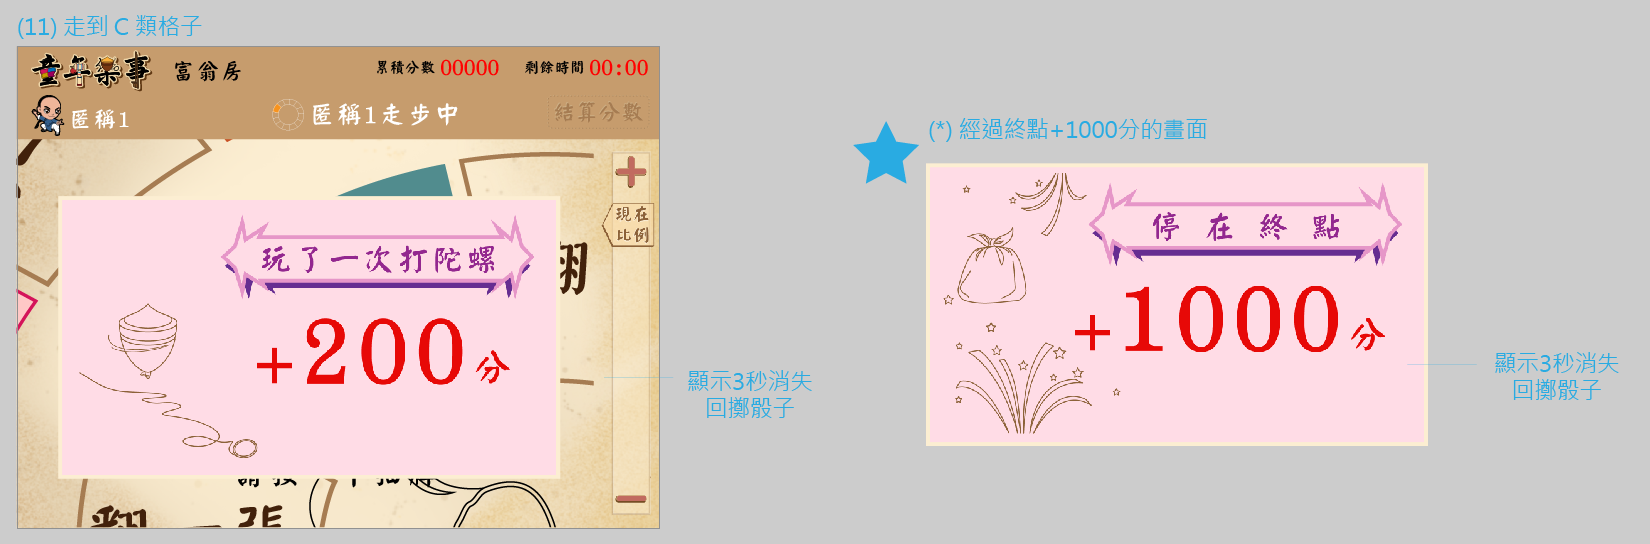 (11) 走到 C 類格子
童年樂事
富翁房
累積分數 00000
剩餘時間 00:00
匿稱1
匿稱1走步中
结算分數
現在
比例
玩了一次打陀螺
+200分
翻
張
顯示3秒消失
回擲骰子
(*) 經過終點+1000分的畫面
停在終點
+1000分
顯示3秒消失
回擲骰子